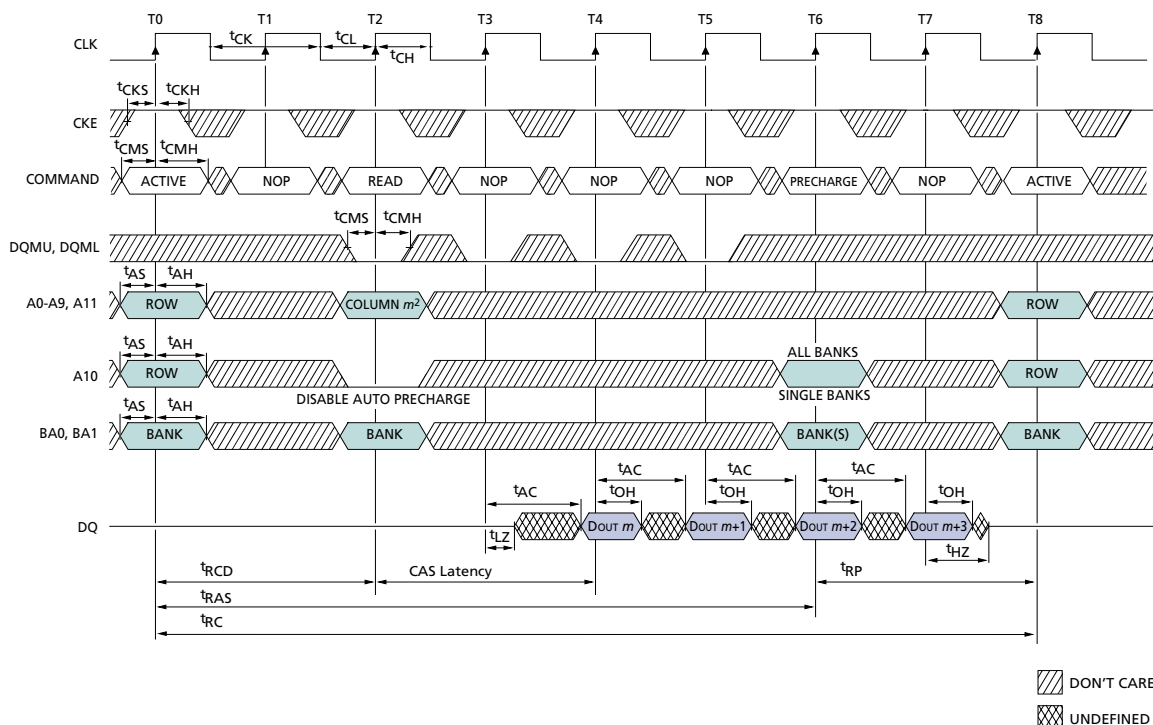 T0 T1 T2 T3 T4 T5 T6 T7 T8
CLK
tCK tCL tCH
tCKS tCKH
CKE
tCMS tCMH
COMMAND ACTIVE NOP READ NOP NOP NOP PRECHARGE NOP ACTIVE
tCMS tCMH
DQMU, DQML
tAS tAH
A0-A9, A11 ROW COLUMN m2 ROW
tAS tAH ALL BANKS
A10 ROW ROW
DISABLE AUTO PRECHARGE SINGLE BANKS
tAS tAH
BA0, BA1 BANK BANK BANK(S) BANK
tAC tAC tAC tAC
tOH tOH tOH tOH
DQ DOUT m DOUT m+1 DOUT m+2 DOUT m+3
tLZ tHZ
tRCD CAS Latency tRP
tRAS
tRC
DON'T CARE
UNDEFINED